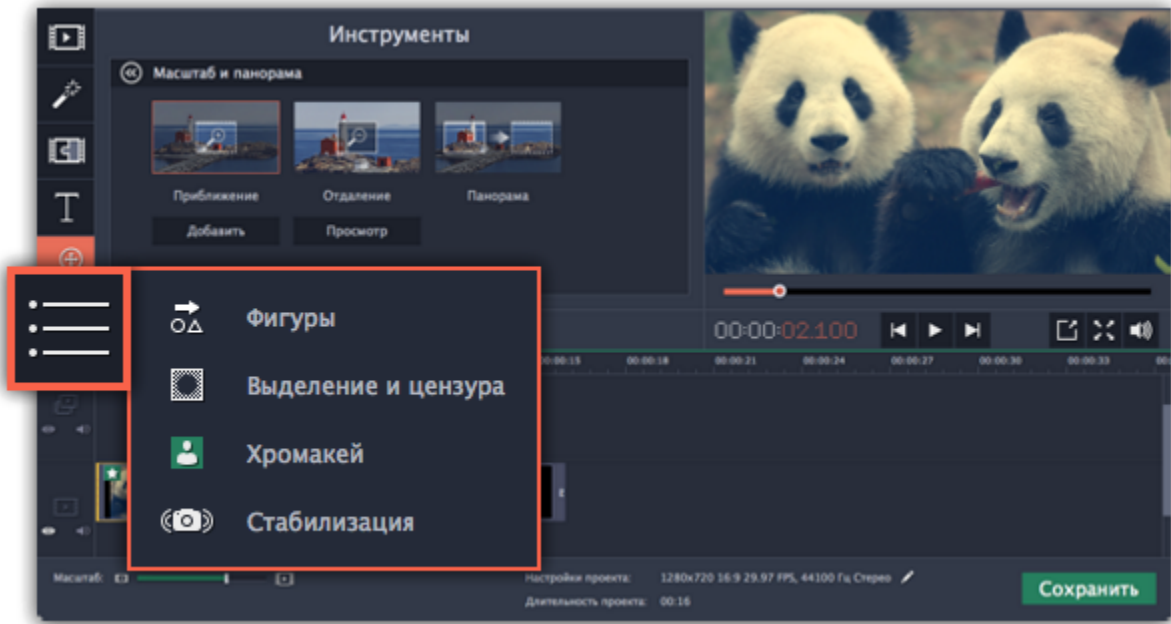 Инструменты
Масштаб и панорама
Приближение Отдаление Панорама
Добавить Просмотр
T
Фигуры
Выделение и цензура
Хромакей
Стабилизация
00:00:02.100
00:00:15 00:00:18 00:00:21 00:00:24 00:00:27 00:00:30 00:00:33
Масштаб:
Настройки проекта: 1280x720 16:9 29.97 FPS, 44100 Гц Стерео
Длительность проекта: 00:16
Сохранить